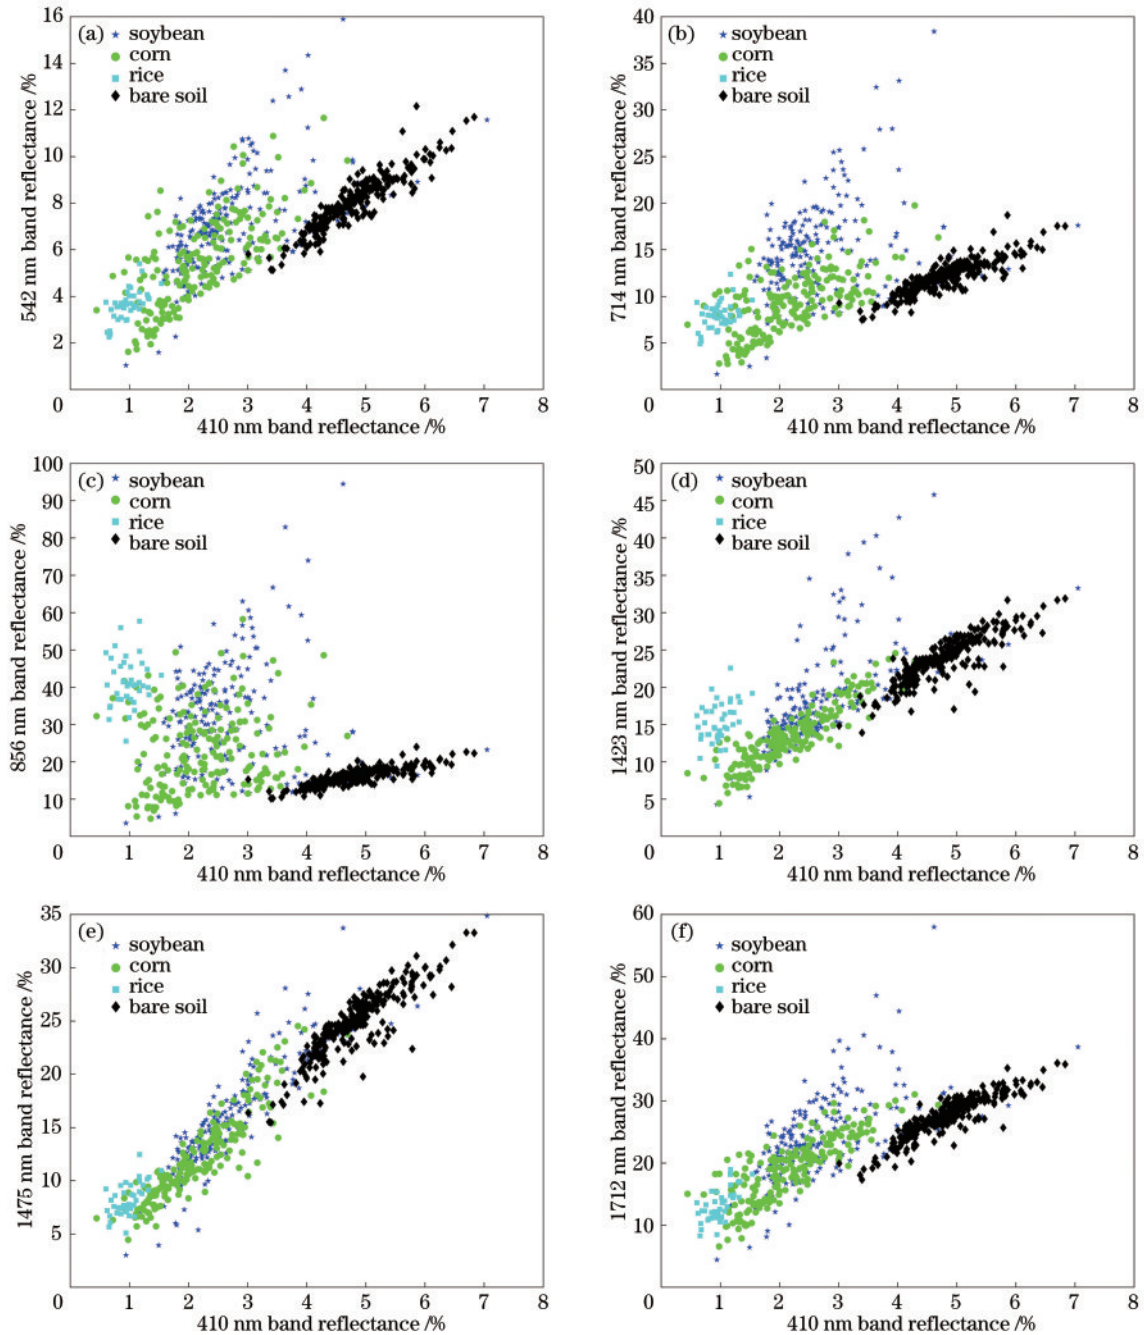 (a)
soybean
corn
rice
bare soil
16
14
12
10
8
6
4
2
0
1 2 3 4 5 6 7 8
542 nm band reflectance /%
410 nm band reflectance /%
(b)
soybean
corn
rice
bare soil
40
35
30
25
20
15
10
5
0
1 2 3 4 5 6 7 8
714 nm band reflectance /%
410 nm band reflectance /%
(c)
soybean
corn
rice
bare soil
100
90
80
70
60
50
40
30
20
10
0
1 2 3 4 5 6 7 8
856 nm band reflectance /%
410 nm band reflectance /%
(d)
soybean
corn
rice
bare soil
50
45
40
35
30
25
20
15
10
5
0
1 2 3 4 5 6 7 8
1423 nm band reflectance /%
410 nm band reflectance /%
(e)
soybean
corn
rice
bare soil
35
30
25
20
15
10
5
0
1 2 3 4 5 6 7 8
1475 nm band reflectance /%
410 nm band reflectance /%
(f)
soybean
corn
rice
bare soil
60
50
40
30
20
10
0
1 2 3 4 5 6 7 8
1712 nm band reflectance /%
410 nm band reflectance /%